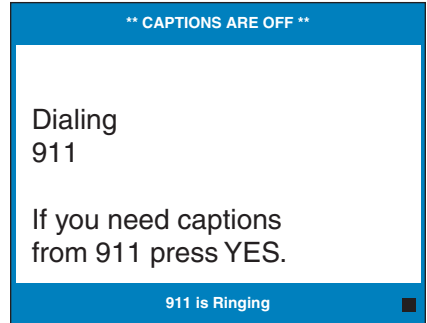 ** CAPTIONS ARE OFF **
Dialing
911
If you need captions
from 911 press YES.
911 is Ringing